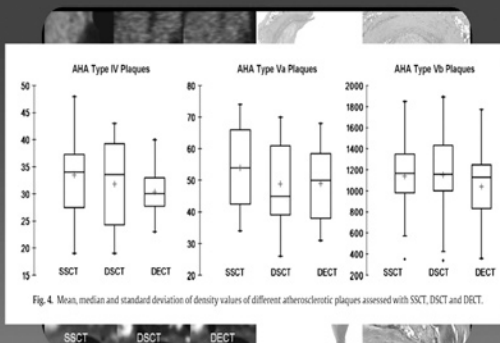 AHA Type IV Plaques
AHA Type Va Plaques
AHA Type Vb Plaques
50
45
40
35
30
25
20
15
SSCT
DSCT
DECT
80
70
60
50
40
30
20
SSCT
DSCT
DECT
2000
1800
1600
1400
1200
1000
800
600
400
200
SSCT
DSCT
DECT
Fig. 4. Mean, median and standard deviation of density values of different atherosclerotic plaques assessed with SSCT, DSCT and DECT.
SSCT
DSCT
DECT